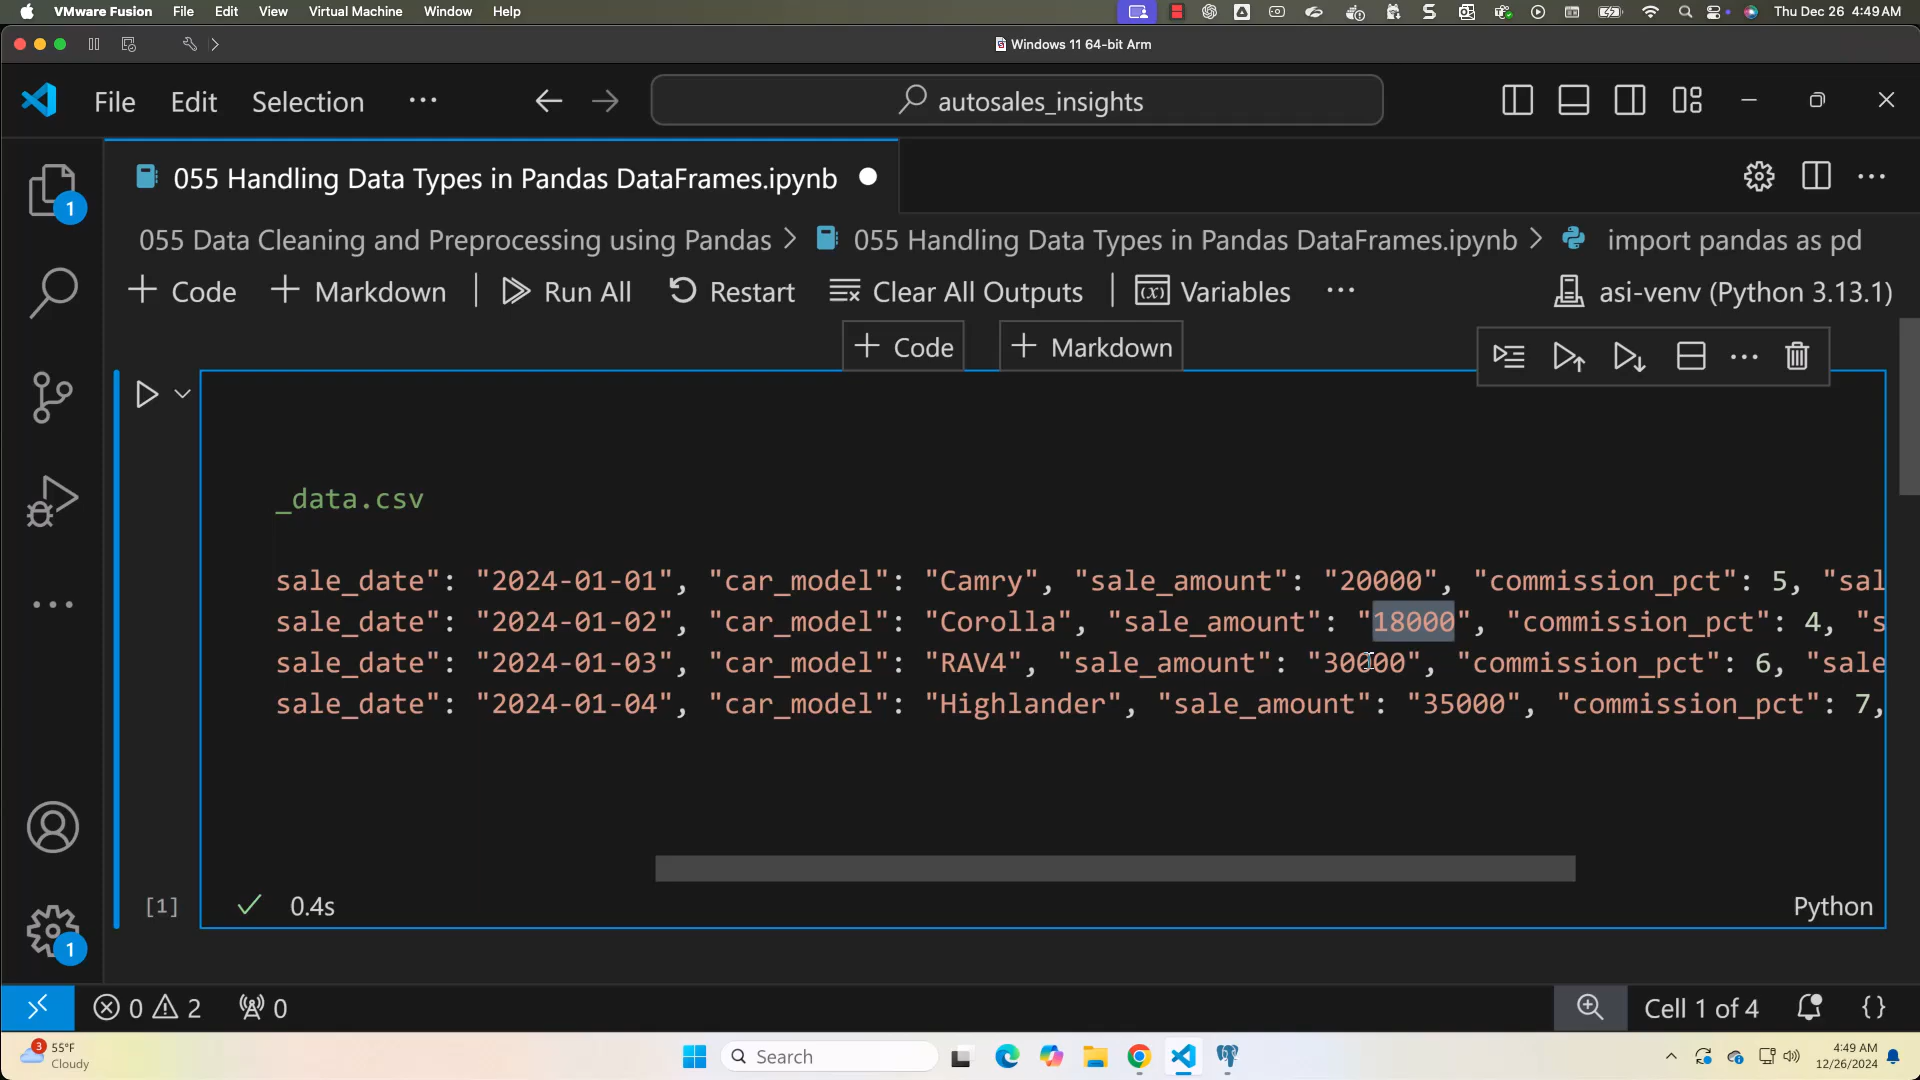 VMware Fusion File Edit View Virtual Machine Window Help Thu Dec 26 4:49 AM
Windows 11 64-bit Arm
File Edit Selection ··· autosales_insights
055 Handling Data Types in Pandas DataFrames.ipynb
055 Data Cleaning and Preprocessing using Pandas > 055 Handling Data Types in Pandas DataFrames.ipynb > import pandas as pd
+ Code + Markdown | Run All Restart Clear All Outputs | Variables ··· asi-venv (Python 3.13.1)
+ Code + Markdown
_data.csv
sale_date": "2024-01-01", "car_model": "Camry", "sale_amount": "20000", "commission_pct": 5, "sal
sale_date": "2024-01-02", "car_model": "Corolla", "sale_amount": "18000", "commission_pct": 4, "s
sale_date": "2024-01-03", "car_model": "RAV4", "sale_amount": "30000", "commission_pct": 6, "sale
sale_date": "2024-01-04", "car_model": "Highlander", "sale_amount": "35000", "commission_pct": 7,
[1] 0.4s Python
1
1
0 2 0 Cell 1 of 4 {}
3 55°F
Cloudy
Search
4:49 AM
12/26/2024